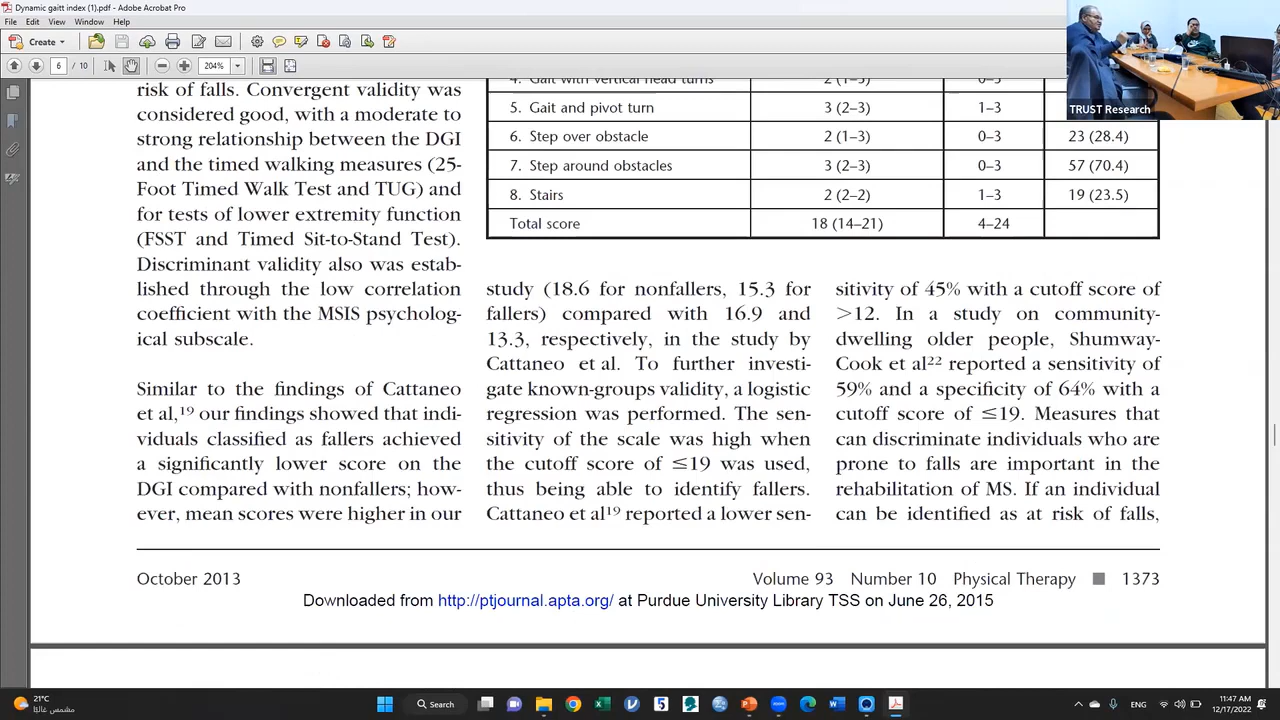 Dynamic gaitt index (1).pdf - Adobe Acrobat Pro
File Edit View Window Help
Create
6 / 10
204%
TRUST Research
risk of falls. Convergent validity was
considered good, with a moderate to
strong relationship between the DGI
and the timed walking measures (25-
Foot Timed Walk Test and TUG) and
for tests of lower extremity function
(FSST and Timed Sit-to-Stand Test).
Discriminant validity also was estab-
lished through the low correlation
coefficient with the MSIS psycholog-
ical subscale.
Similar to the findings of Cattaneo
et al,19 our findings showed that indi-
viduals classified as fallers achieved
a significantly lower score on the
DGI compared with nonfallers; how-
ever, mean scores were higher in our
4. Gait with vertical head turns 2 (1–3) 0–3
5. Gait and pivot turn 3 (2–3) 1–3
6. Step over obstacle 2 (1–3) 0–3 23 (28.4)
7. Step around obstacles 3 (2–3) 0–3 57 (70.4)
8. Stairs 2 (2–2) 1–3 19 (23.5)
Total score 18 (14–21) 4–24
study (18.6 for nonfallers, 15.3 for
fallers) compared with 16.9 and
13.3, respectively, in the study by
Cattaneo et al. To further investi-
gate known-groups validity, a logistic
regression was performed. The sen-
sitivity of the scale was high when
the cutoff score of ≤19 was used,
thus being able to identify fallers.
Cattaneo et al19 reported a lower sen-
sitivity of 45% with a cutoff score of
>12. In a study on community-
dwelling older people, Shumway-
Cook et al22 reported a sensitivity of
59% and a specificity of 64% with a
cutoff score of ≤19. Measures that
can discriminate individuals who are
prone to falls are important in the
rehabilitation of MS. If an individual
can be identified as at risk of falls,
October 2013
Volume 93 Number 10 Physical Therapy ■ 1373
Downloaded from http://ptjournal.apta.org/ at Purdue University Library TSS on June 26, 2015
21°C
مشمس غالبًا
Search
ENG
11:47 AM
12/17/2022